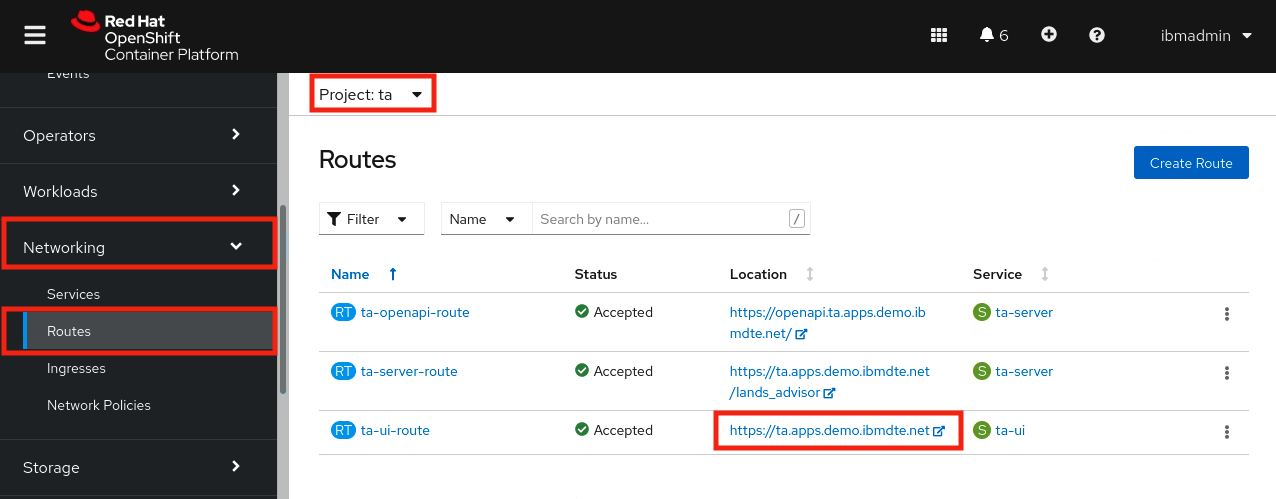 Red Hat
OpenShift
Container Platform
6
ibmadmin
Events
Operators
Workloads
Networking
Services
Routes
Ingresses
Network Policies
Storage
Project: ta
Routes
Create Route
Filter
Name
Search by name...
/
Name Status Location Service
RT ta-openapi-route Accepted https://openapi.ta.apps.demo.ib S ta-server
mdte.net/
RT ta-server-route Accepted https://ta.apps.demo.ibmdte.net S ta-server
/lands_advisor
RT ta-ui-route Accepted https://ta.apps.demo.ibmdte.net S ta-ui